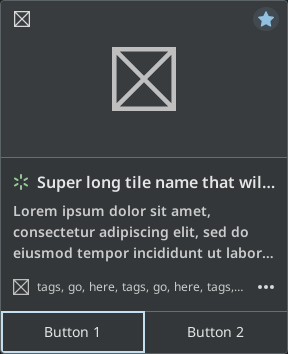 Super long tile name that wil...
Lorem ipsum dolor sit amet,
consectetur adipiscing elit, sed do
eiusmod tempor incididunt ut labor...
tags, go, here, tags, go, here, tags,...
Button 1
Button 2